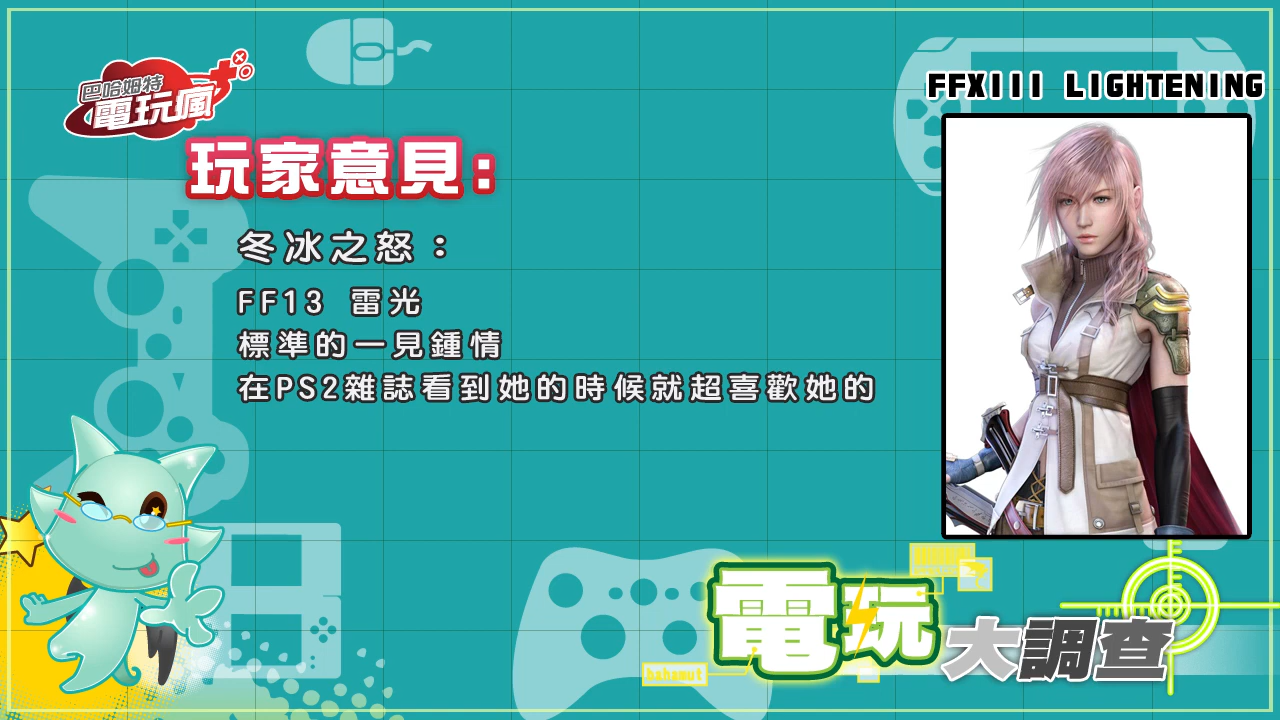 巴哈姆特
電玩瘋
FFXIII LIGHTENING
玩家意見:
冬冰之怒：
FF13 雷光
標準的一見鍾情
在PS2雜誌看到她的時候就超喜歡她的
電玩大調查
bahamut